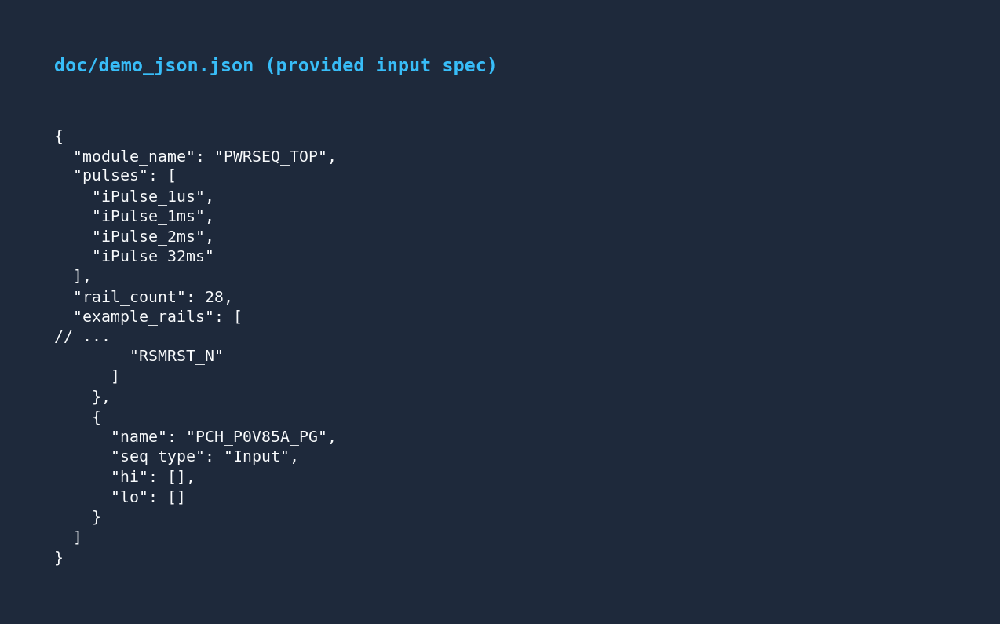 doc/demo_json.json (provided input spec)
{
  "module_name": "PWRSEQ_TOP",
  "pulses": [
    "iPulse_1us",
    "iPulse_1ms",
    "iPulse_2ms",
    "iPulse_32ms"
  ],
  "rail_count": 28,
  "example_rails": [
// ...
        "RSMRST_N"
      ]
    },
    {
      "name": "PCH_P0V85A_PG",
      "seq_type": "Input",
      "hi": [],
      "lo": []
    }
  ]
}